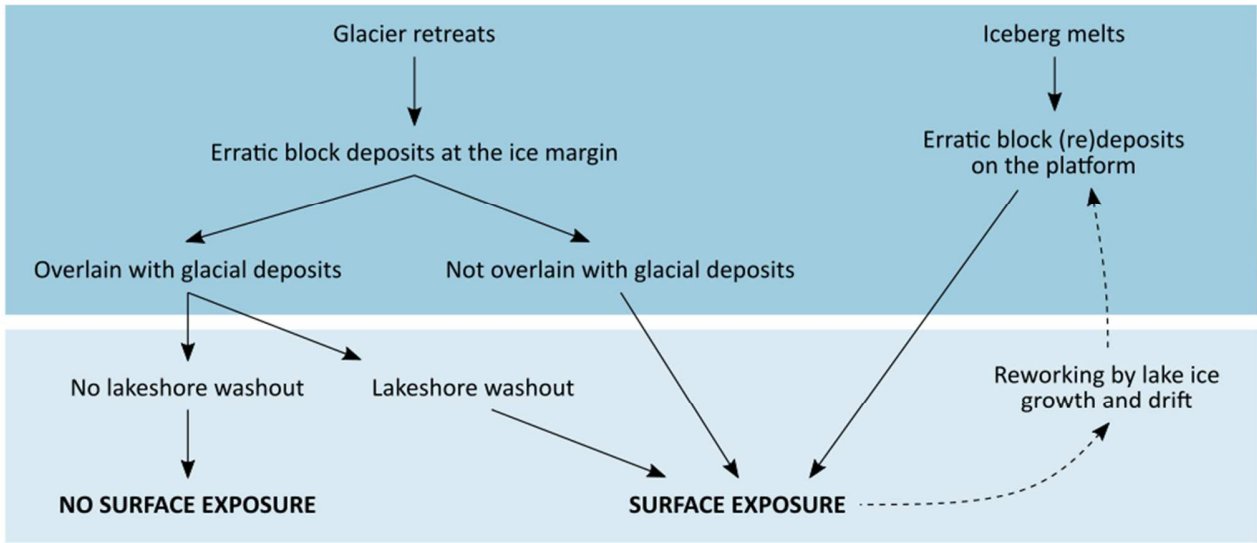 Glacier retreats
Iceberg melts
Erratic block deposits at the ice margin
Erratic block (re)deposits
on the platform
Overlain with glacial deposits
Not overlain with glacial deposits
No lakeshore washout
Lakeshore washout
Reworking by lake ice
growth and drift
NO SURFACE EXPOSURE
SURFACE EXPOSURE